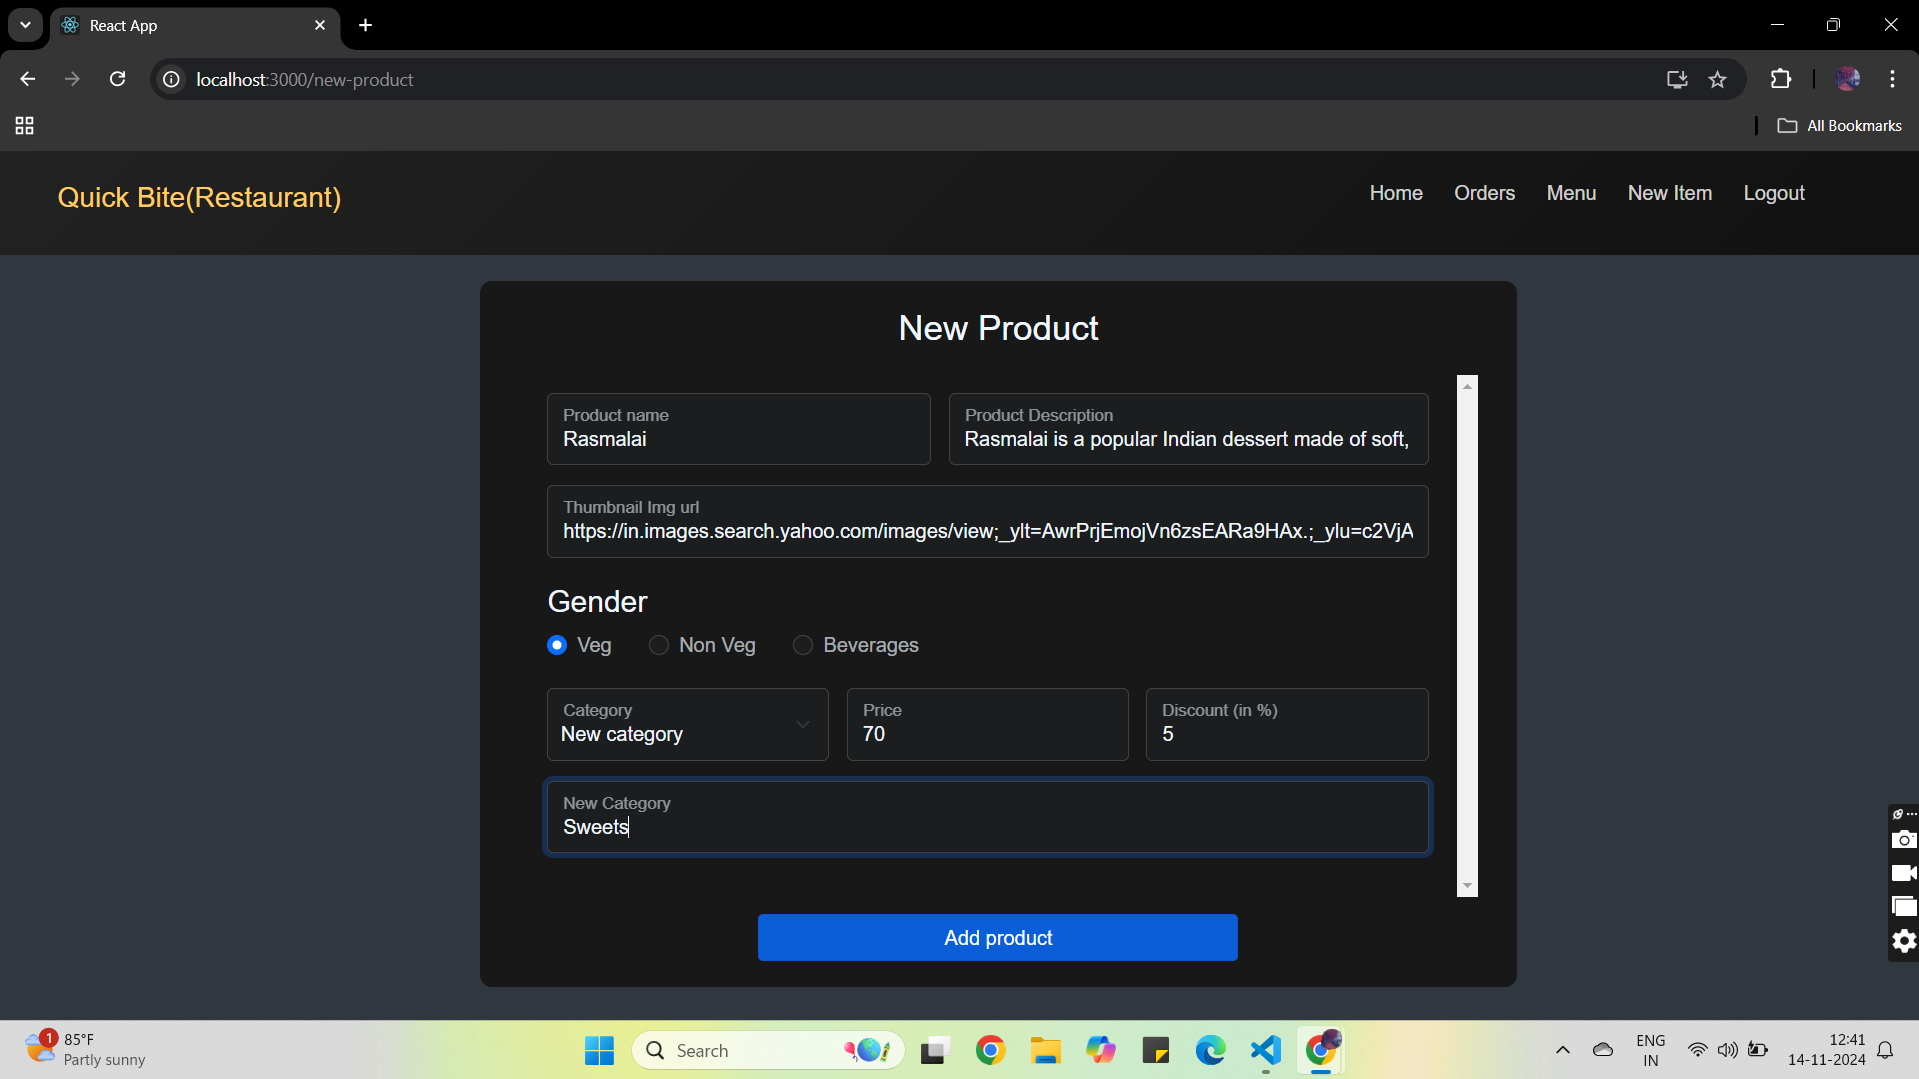 React App
localhost:3000/new-product
All Bookmarks
Quick Bite(Restaurant)
Home Orders Menu New Item Logout
New Product
Product name
Rasmalai
Product Description
Rasmalai is a popular Indian dessert made of soft,
Thumbnail Img url
https://in.images.search.yahoo.com/images/view;_ylt=AwrPrjEmojVn6zsEARa9HAx.;_ylu=c2VjA
Gender
Veg Non Veg Beverages
Category
New category
Price
70
Discount (in %)
5
New Category
Sweets
Add product
1
85°F
Partly sunny
Search
ENG
IN
12:41
14-11-2024